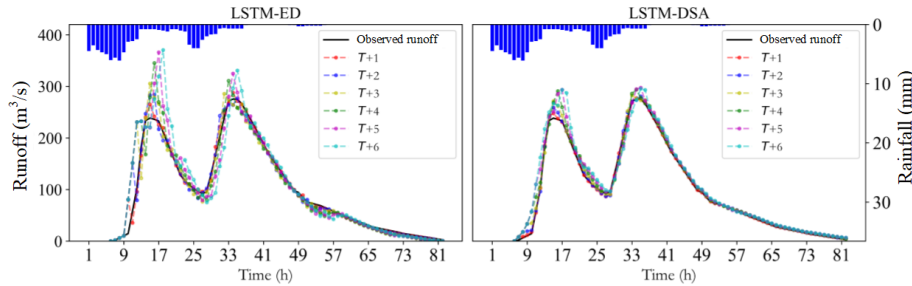 LSTM-ED
LSTM-DSA
400
300
200
100
0
Runoff (m³/s)
Observed runoff
T+1
T+2
T+3
T+4
T+5
T+6
Observed runoff
T+1
T+2
T+3
T+4
T+5
T+6
0
10
20
30
Rainfall (mm)
1 9 17 25 33 41 49 57 65 73 81
1 9 17 25 33 41 49 57 65 73 81
Time (h)
Time (h)